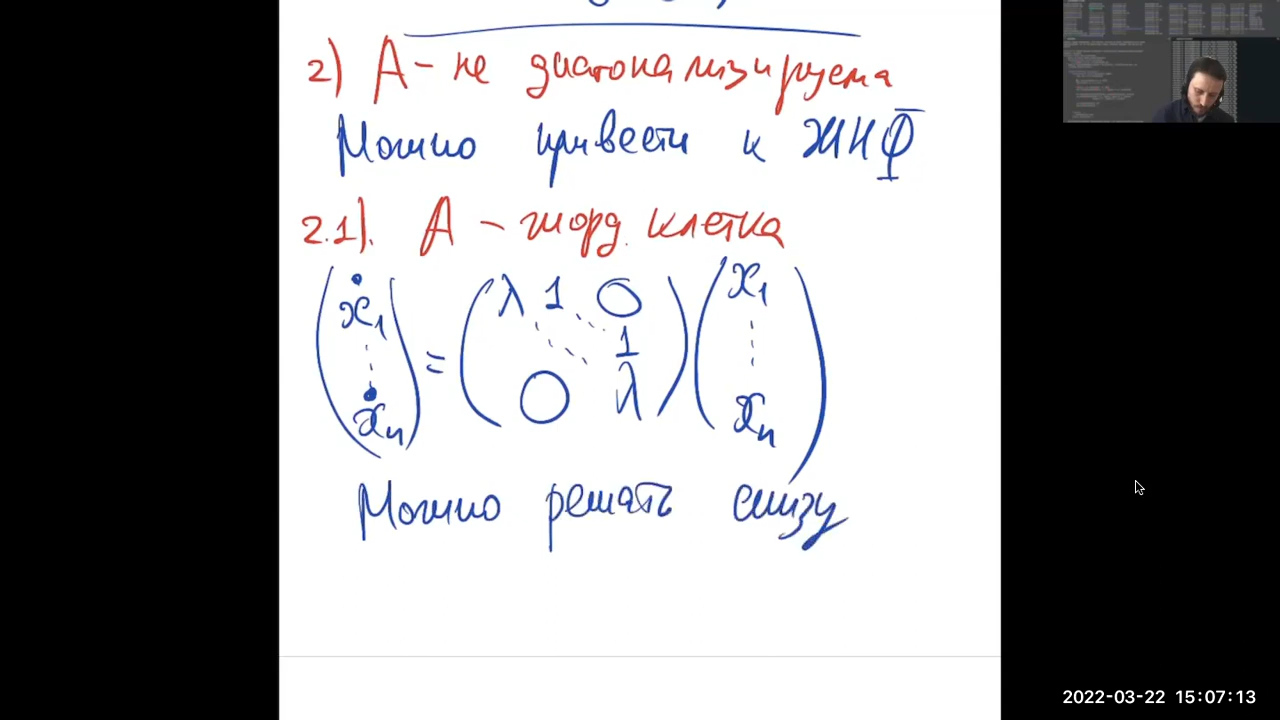 2) A - не диагонализируема
Можно привести к ЖНФ
2.1). A - жорд. клетка
(ẋ₁ ⋮ ẋₙ) = (λ 1 0 ⋱ 1 0 λ) (x₁ ⋮ xₙ)
Можно решать снизу
2022-03-22 15:07:13